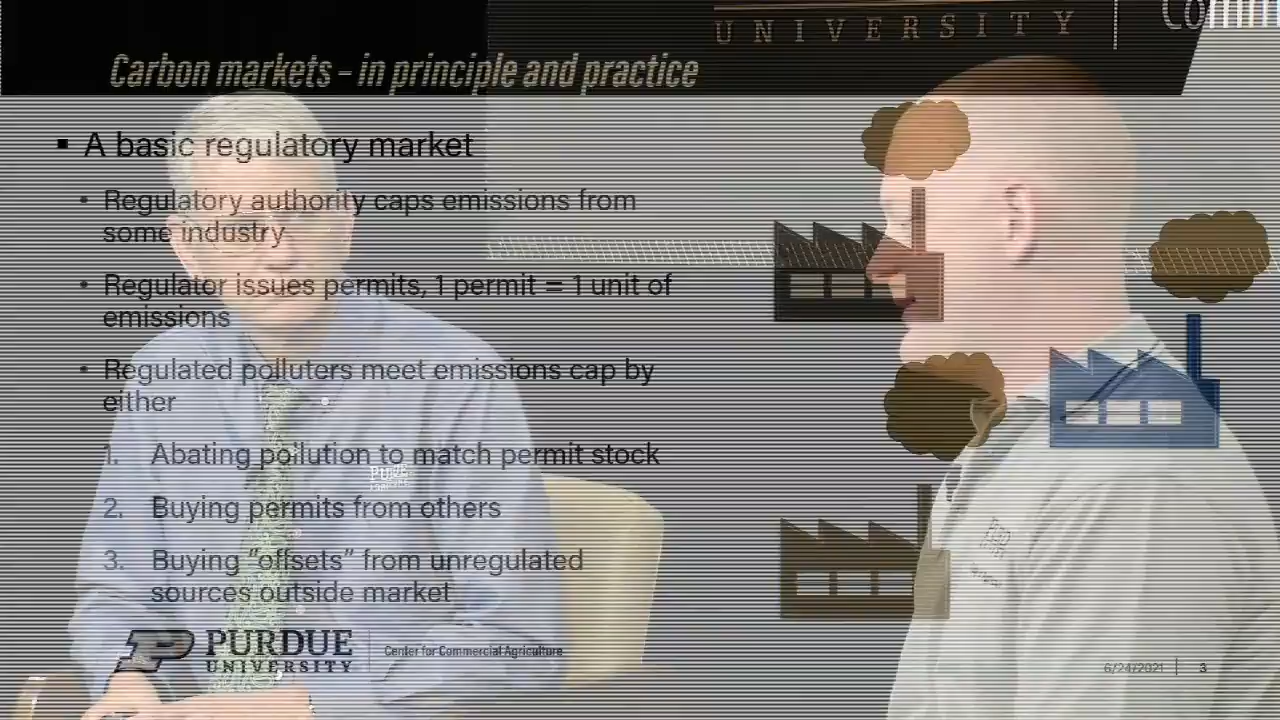 UNIVERSITY
Carbon markets – in principle and practice
▪ A basic regulatory market
• Regulatory authority caps emissions from
some industry
• Regulator issues permits, 1 permit = 1 unit of
emissions
• Regulated polluters meet emissions cap by
either
1. Abating pollution to match permit stock
2. Buying permits from others
3. Buying “offsets” from unregulated
sources outside market
PURDUE
UNIVERSITY
Center for Commercial Agriculture
6/24/2021 | 3